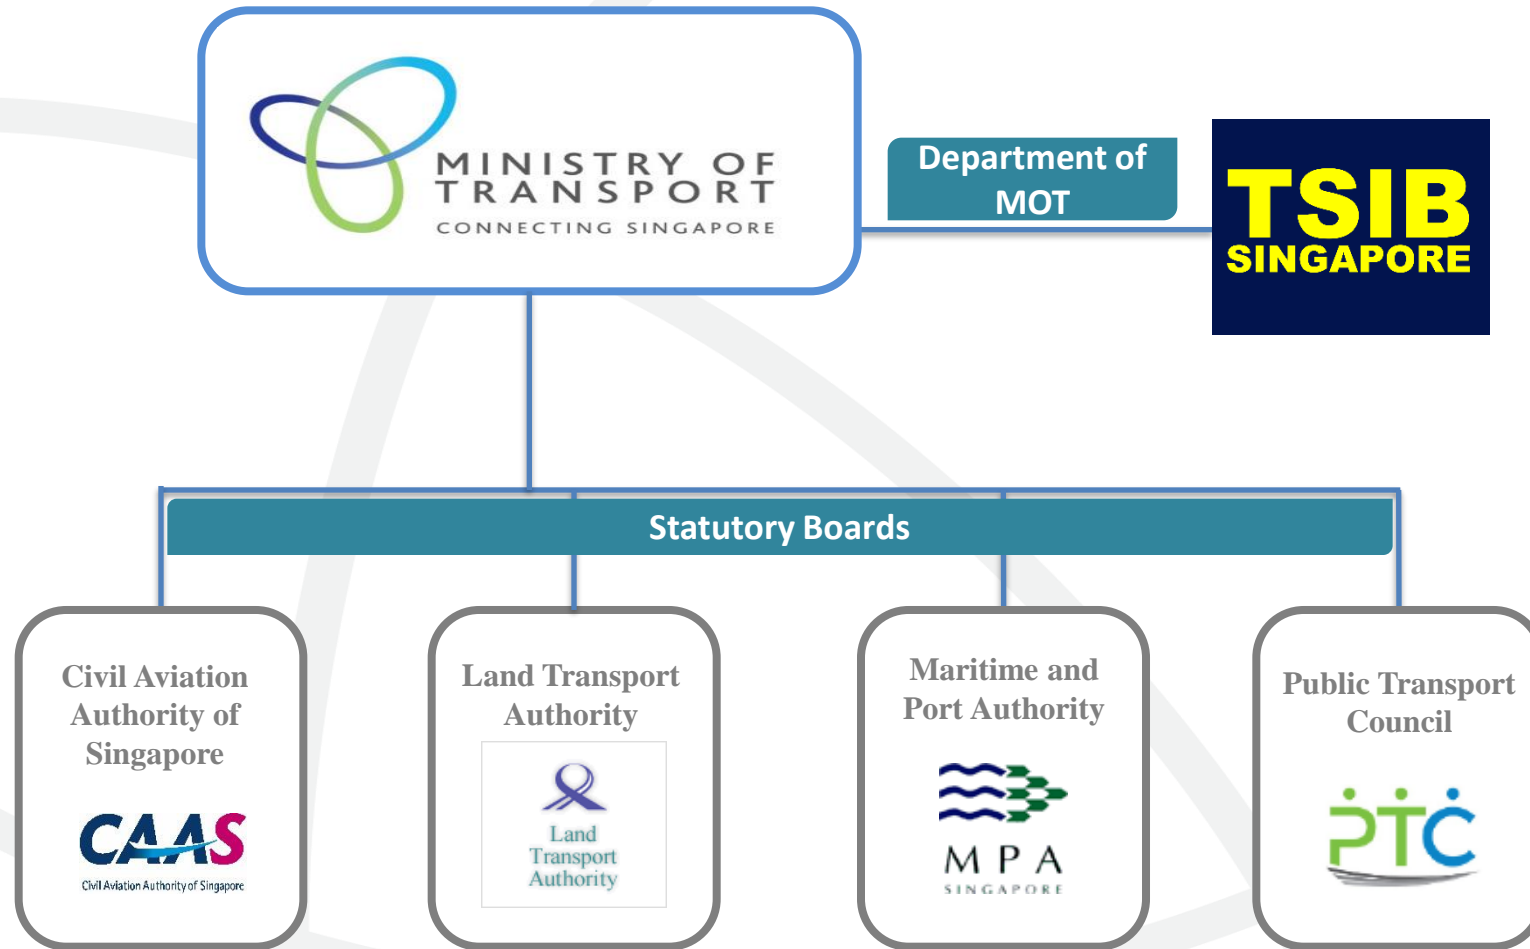 MINISTRY OF
TRANSPORT
CONNECTING SINGAPORE
Department of
MOT
TSIB
SINGAPORE
Statutory Boards
Civil Aviation
Authority of
Singapore
CAAS
Civil Aviation Authority of Singapore
Land Transport
Authority
Land
Transport
Authority
Maritime and
Port Authority
MPA
SINGAPORE
Public Transport
Council
PTC